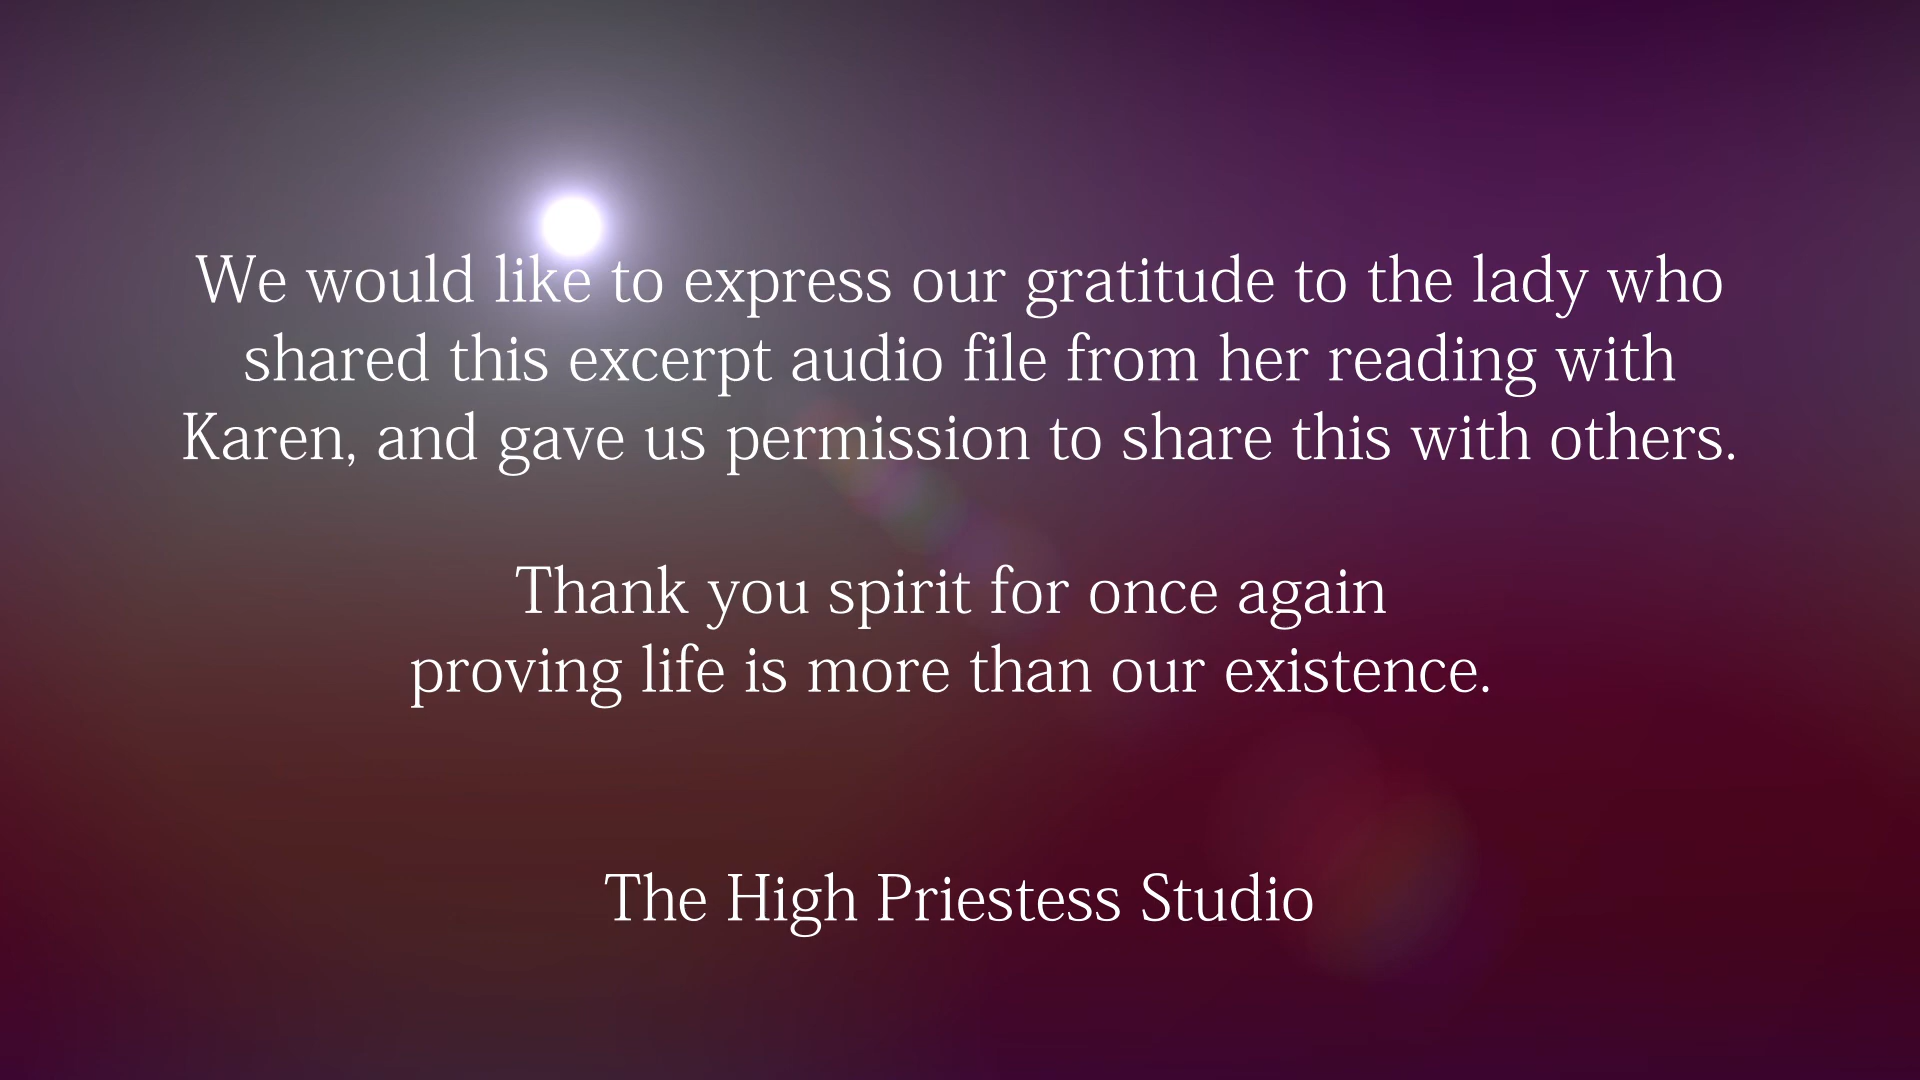 We would like to express our gratitude to the lady who
shared this excerpt audio file from her reading with
Karen, and gave us permission to share this with others.
Thank you spirit for once again
proving life is more than our existence.
The High Priestess Studio